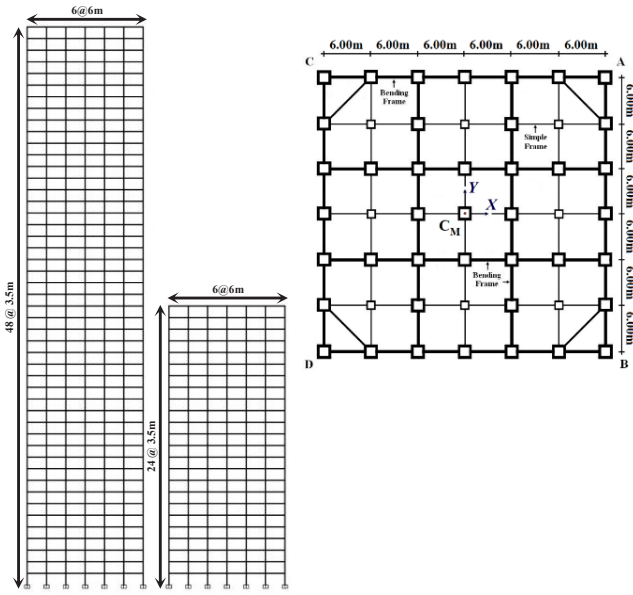 6@6m
48 @ 3.5m
6@6m
24 @ 3.5m
6.00m 6.00m 6.00m 6.00m 6.00m 6.00m
C A
Bending
Frame
Simple
Frame
Y
X
CM
Bending
Frame
D B
6.00m 6.00m 6.00m 6.00m 6.00m 6.00m